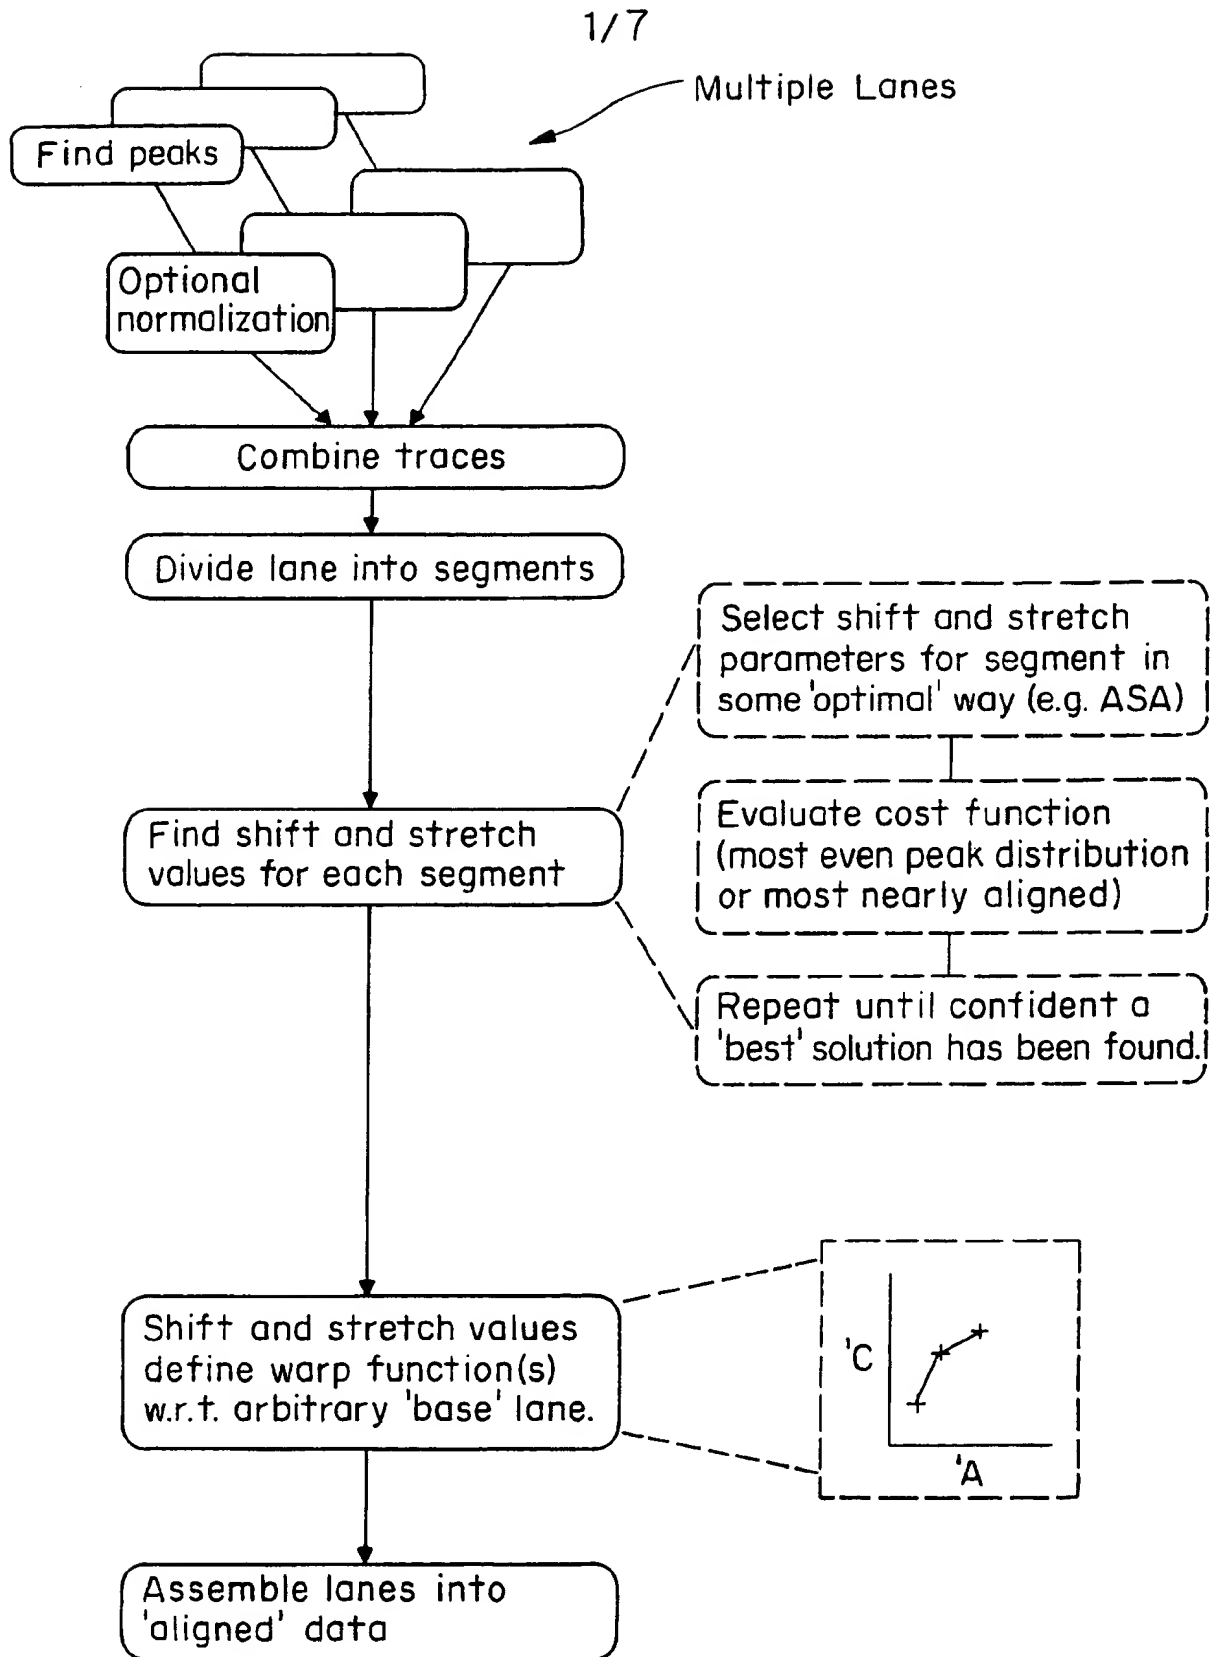 1/7
Multiple Lanes
Find peaks
Optional
normalization
Combine traces
Divide lane into segments
Select shift and stretch
parameters for segment in
some 'optimal' way (e.g. ASA)
Find shift and stretch
values for each segment
Evaluate cost function
(most even peak distribution
or most nearly aligned)
Repeat until confident a
'best' solution has been found.
Shift and stretch values
define warp function(s)
w.r.t. arbitrary 'base' lane.
'C
'A
Assemble lanes into
'aligned' data